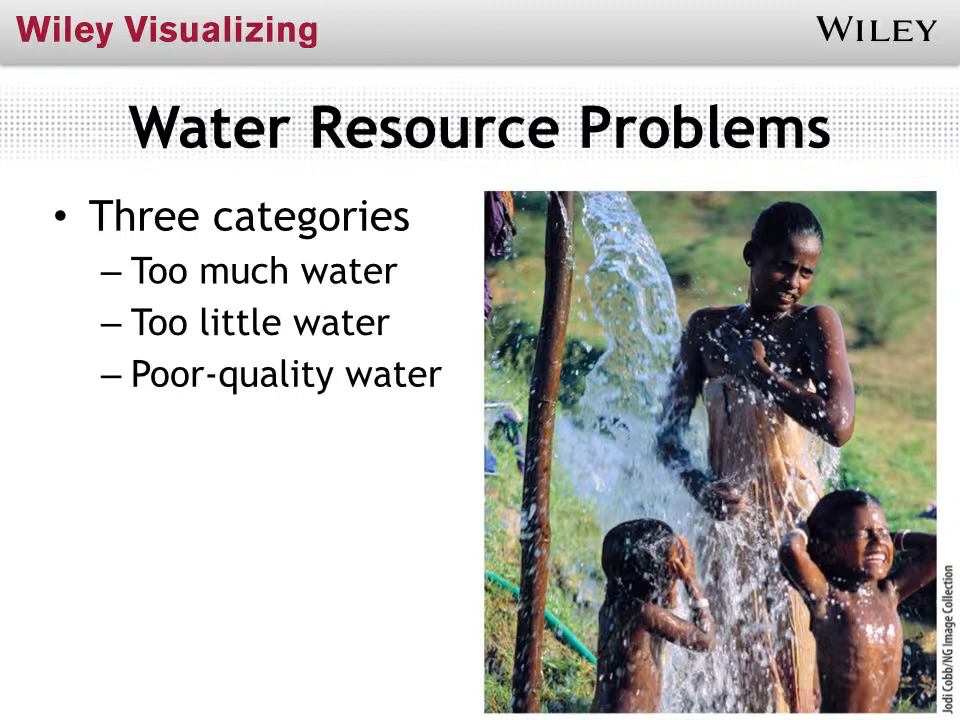 Wiley Visualizing
WILEY
Water Resource Problems
• Three categories
– Too much water
– Too little water
– Poor-quality water
Jodi Cobb/NG Image Collection